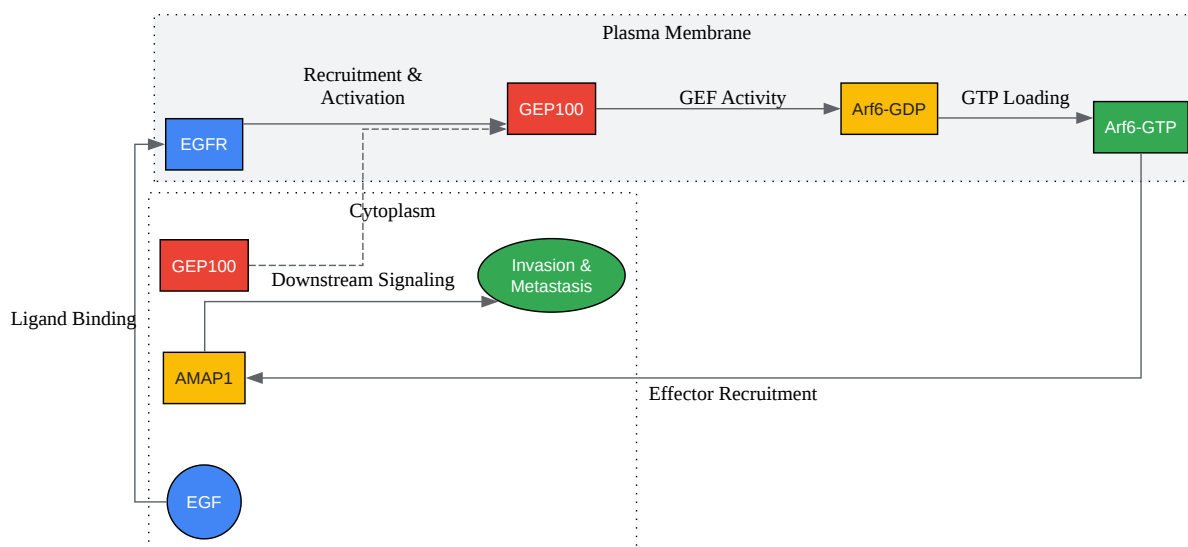 Plasma Membrane
Recruitment &
Activation
GEP100
GEF Activity
Arf6-GDP
GTP Loading
Arf6-GTP
EGFR
Cytoplasm
GEP100
Downstream Signaling
Invasion &
Metastasis
Ligand Binding
AMAP1
Effector Recruitment
EGF